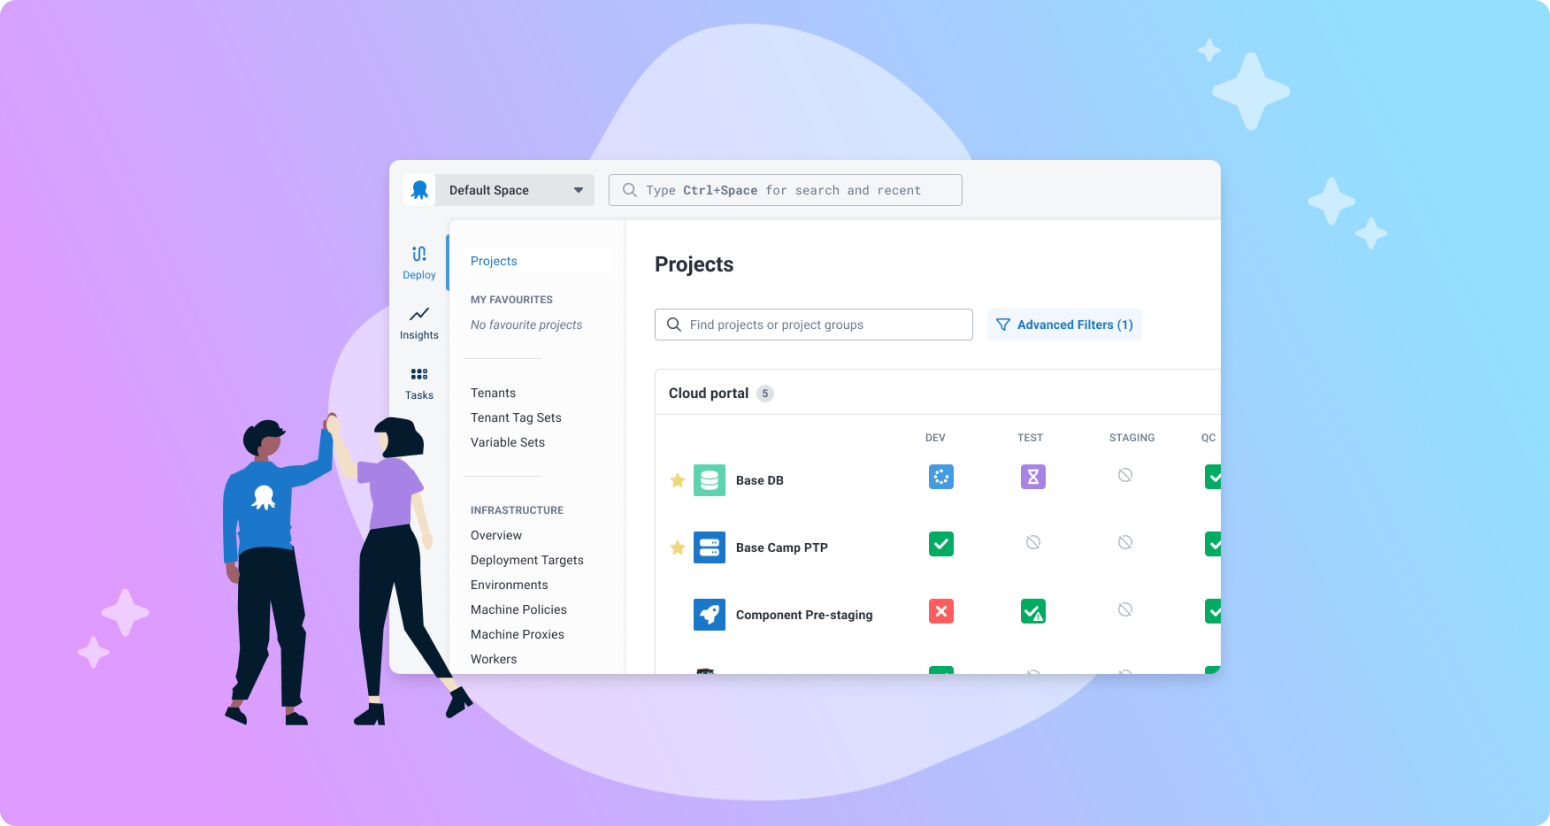 Default Space
Type Ctrl+Space for search and recent
Deploy
Insights
Tasks
Projects
MY FAVOURITES
No favourite projects
Tenants
Tenant Tag Sets
Variable Sets
INFRASTRUCTURE
Overview
Deployment Targets
Environments
Machine Policies
Machine Proxies
Workers
Projects
Find projects or project groups
Advanced Filters (1)
Cloud portal 5
DEV TEST STAGING QC
Base DB
Base Camp PTP
Component Pre-staging